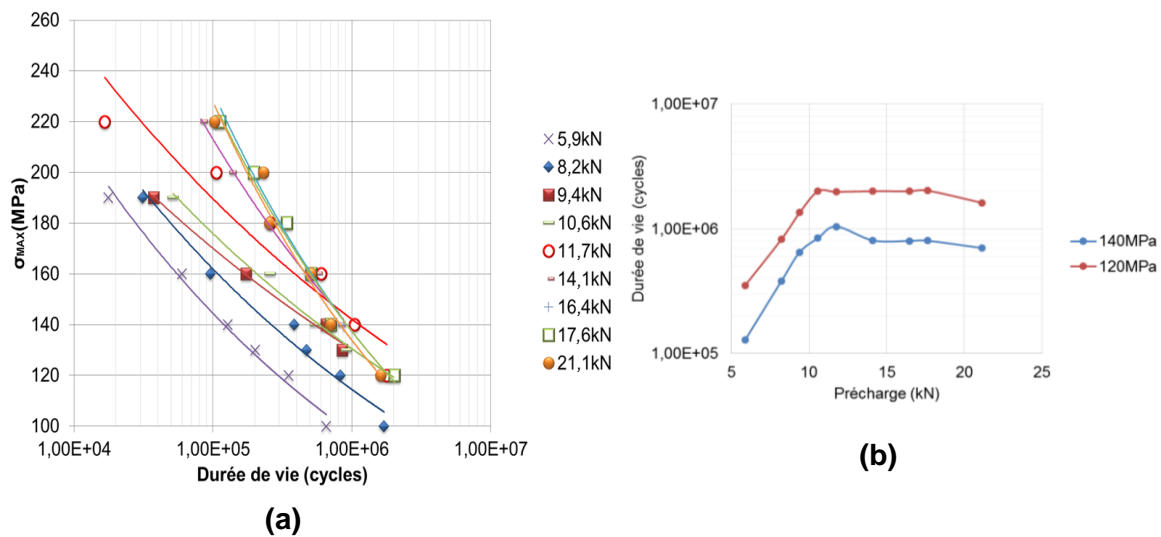 260
240
220
200
180
160
140
120
100
σMAX(MPa)
1,00E+04
1,00E+05
1,00E+06
1,00E+07
Durée de vie (cycles)
5,9kN
8,2kN
9,4kN
10,6kN
11,7kN
14,1kN
16,4kN
17,6kN
21,1kN
(a)
1,00E+07
1,00E+06
1,00E+05
Durée de vie (cycles)
5
10
15
20
25
Précharge (kN)
140MPa
120MPa
(b)